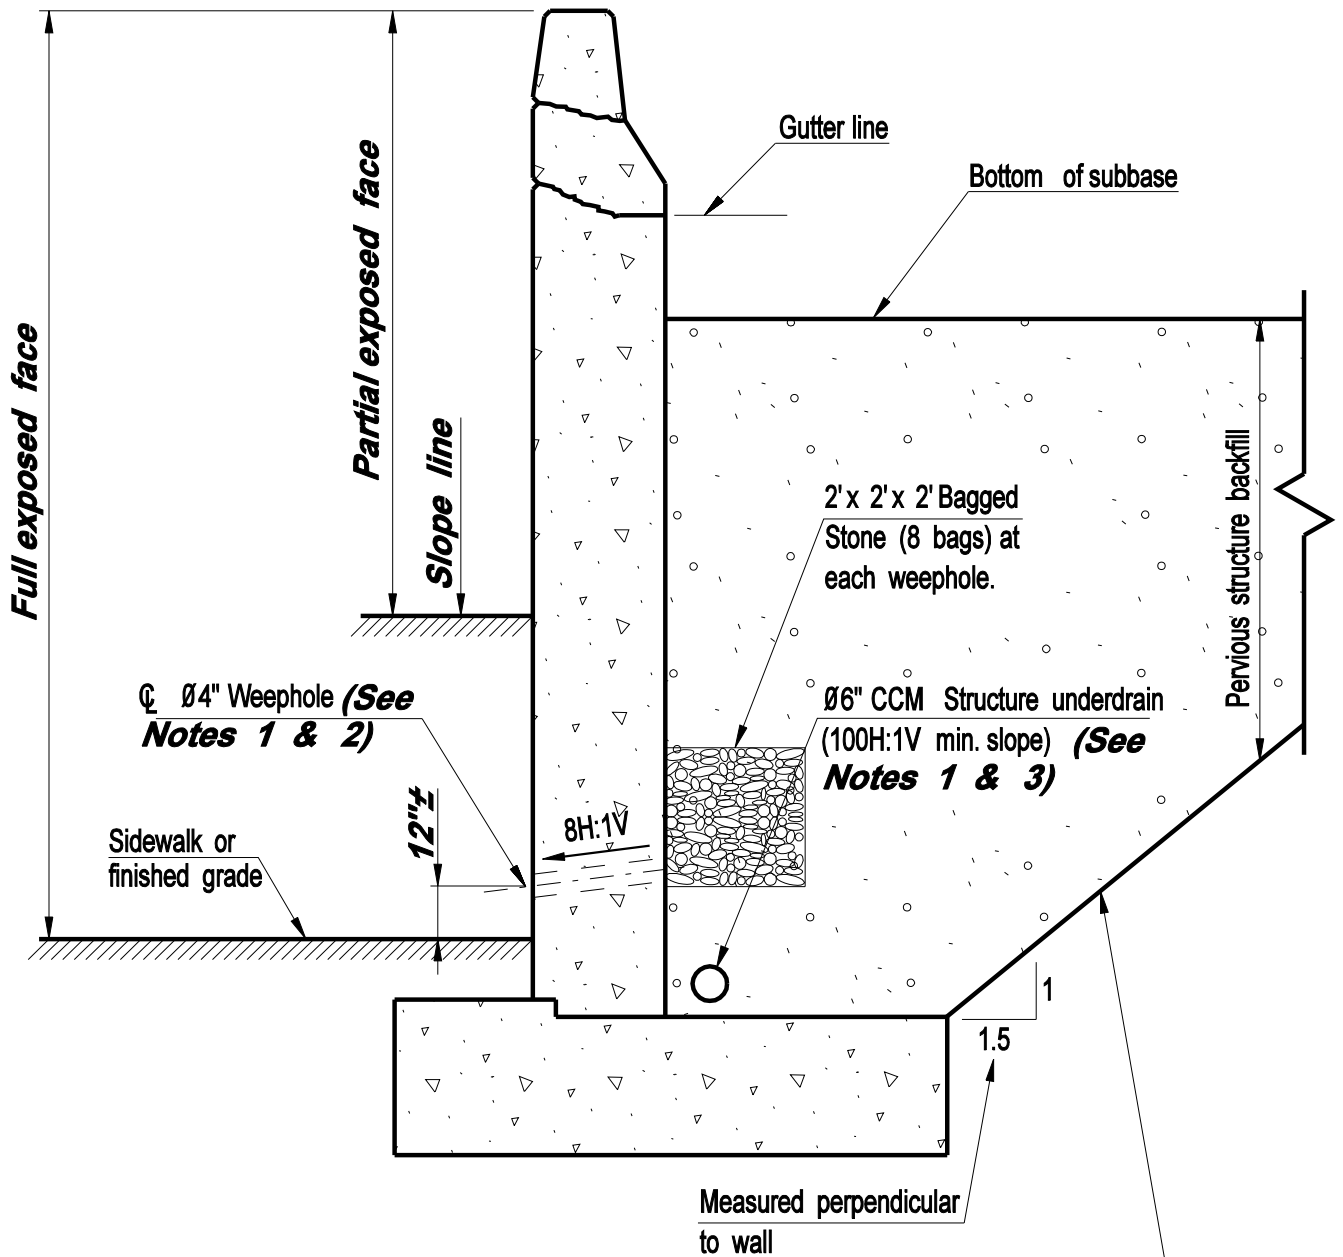 Gutter line
Bottom of subbase
Full exposed face
Partial exposed face
Slope line
Pervious structure backfill
2' x 2' x 2' Bagged
Stone (8 bags) at
each weephole.
℄ Ø4" Weephole (See
Notes 1 & 2)
Ø6" CCM Structure underdrain
(100H:1V min. slope) (See
Notes 1 & 3)
12"±
8H:1V
Sidewalk or
finished grade
1
1.5
Measured perpendicular
to wall